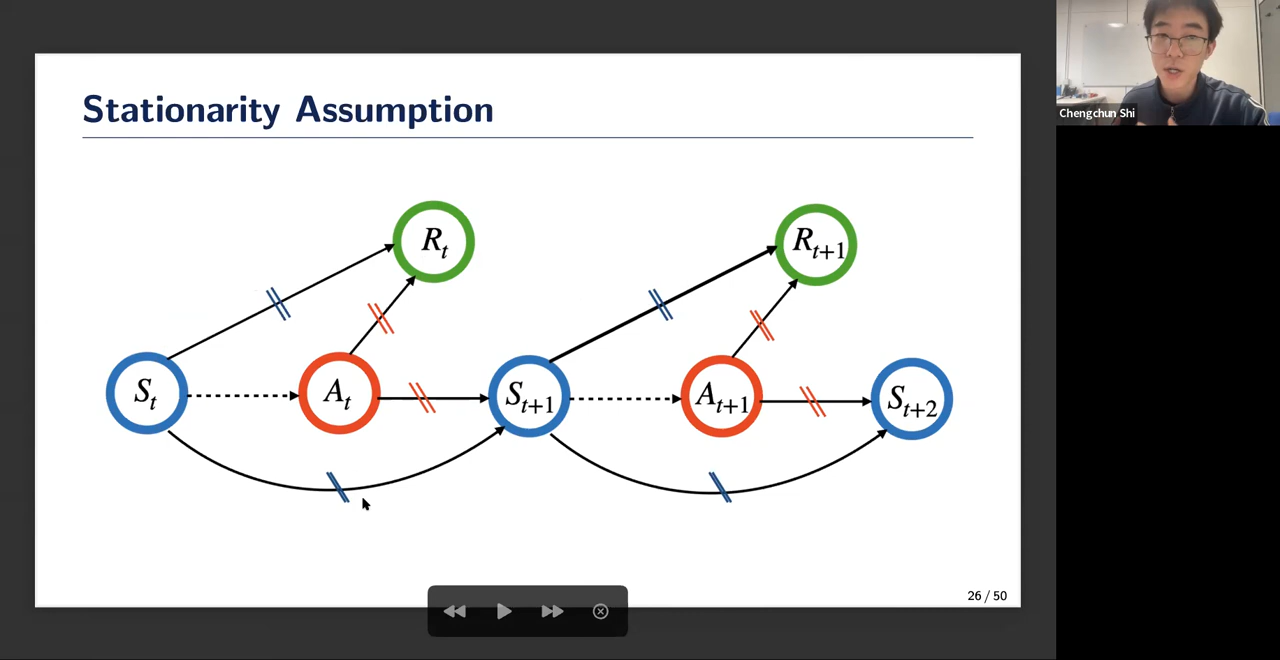 Stationarity Assumption
R_t
R_{t+1}
S_t
A_t
S_{t+1}
A_{t+1}
S_{t+2}
26 / 50
Chengchun Shi